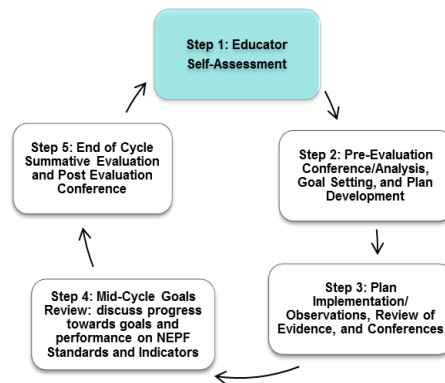 Step 1: Educator
Self-Assessment
Step 2: Pre-Evaluation
Conference/Analysis,
Goal Setting, and Plan
Development
Step 3: Plan
Implementation/
Observations, Review of
Evidence, and Conferences
Step 4: Mid-Cycle Goals
Review: discuss progress
towards goals and
performance on NEPF
Standards and Indicators
Step 5: End of Cycle
Summative Evaluation
and Post Evaluation
Conference